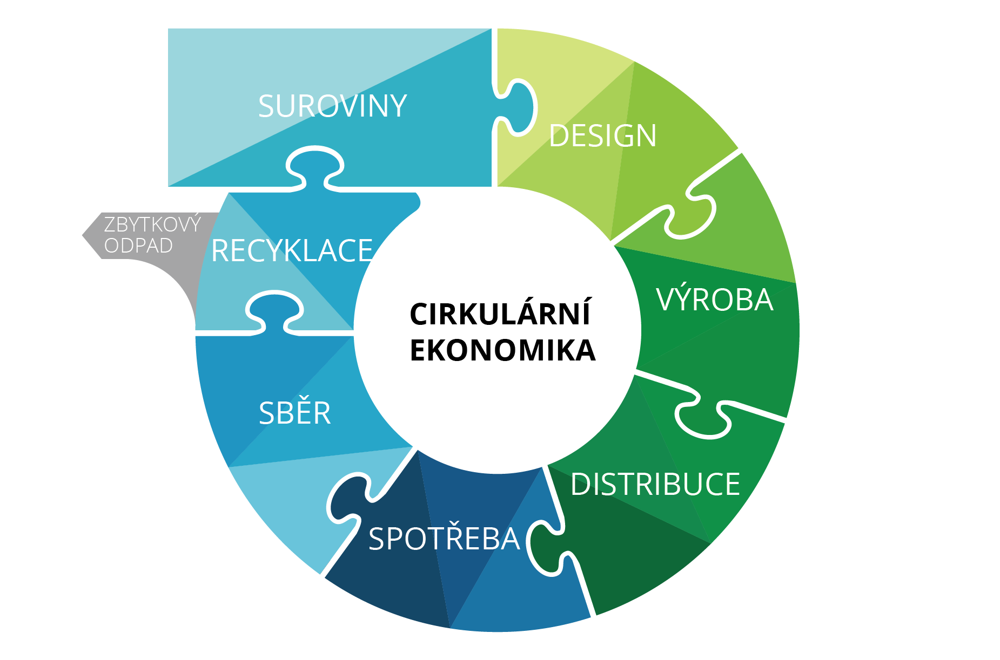 SUROVINY
DESIGN
VÝROBA
DISTRIBUCE
SPOTŘEBA
SBĚR
RECYKLACE
ZBYTKOVÝ
ODPAD
CIRKULÁRNÍ
EKONOMIKA